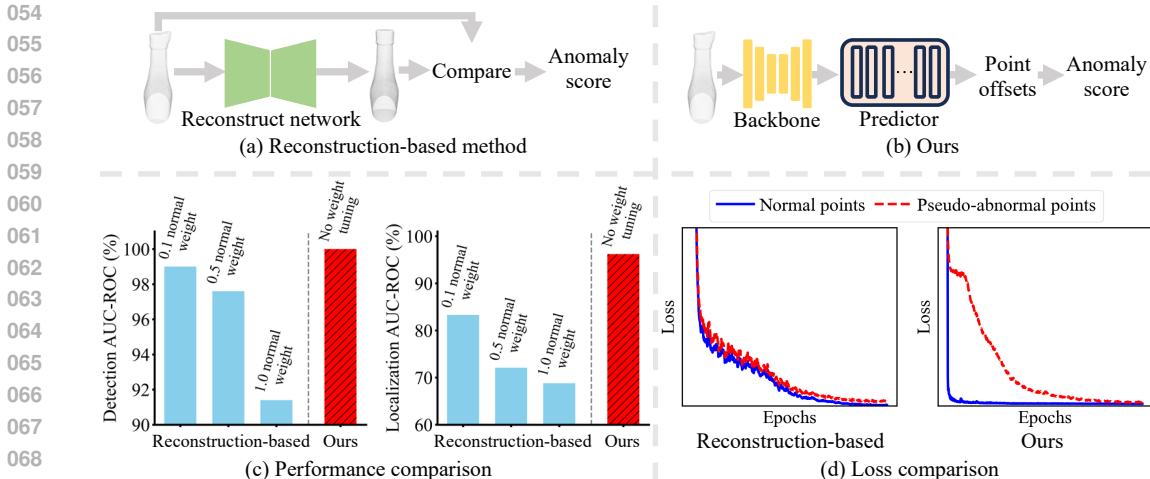 054
055
056
057
058
059
060
061
062
063
064
065
066
067
068
Reconstruct network
Compare
Anomaly
score
(a) Reconstruction-based method
Backbone
...
Predictor
Point
offsets
Anomaly
score
(b) Ours
Detection AUC-ROC (%)
100
98
96
94
92
90
0.1 normal
weight
0.5 normal
weight
1.0 normal
weight
No weight
tuning
Reconstruction-based
Ours
Localization AUC-ROC (%)
100
90
80
70
60
0.1 normal
weight
0.5 normal
weight
1.0 normal
weight
No weight
tuning
Reconstruction-based
Ours
(c) Performance comparison
Normal points
Pseudo-abnormal points
Loss
Epochs
Reconstruction-based
Loss
Epochs
Ours
(d) Loss comparison